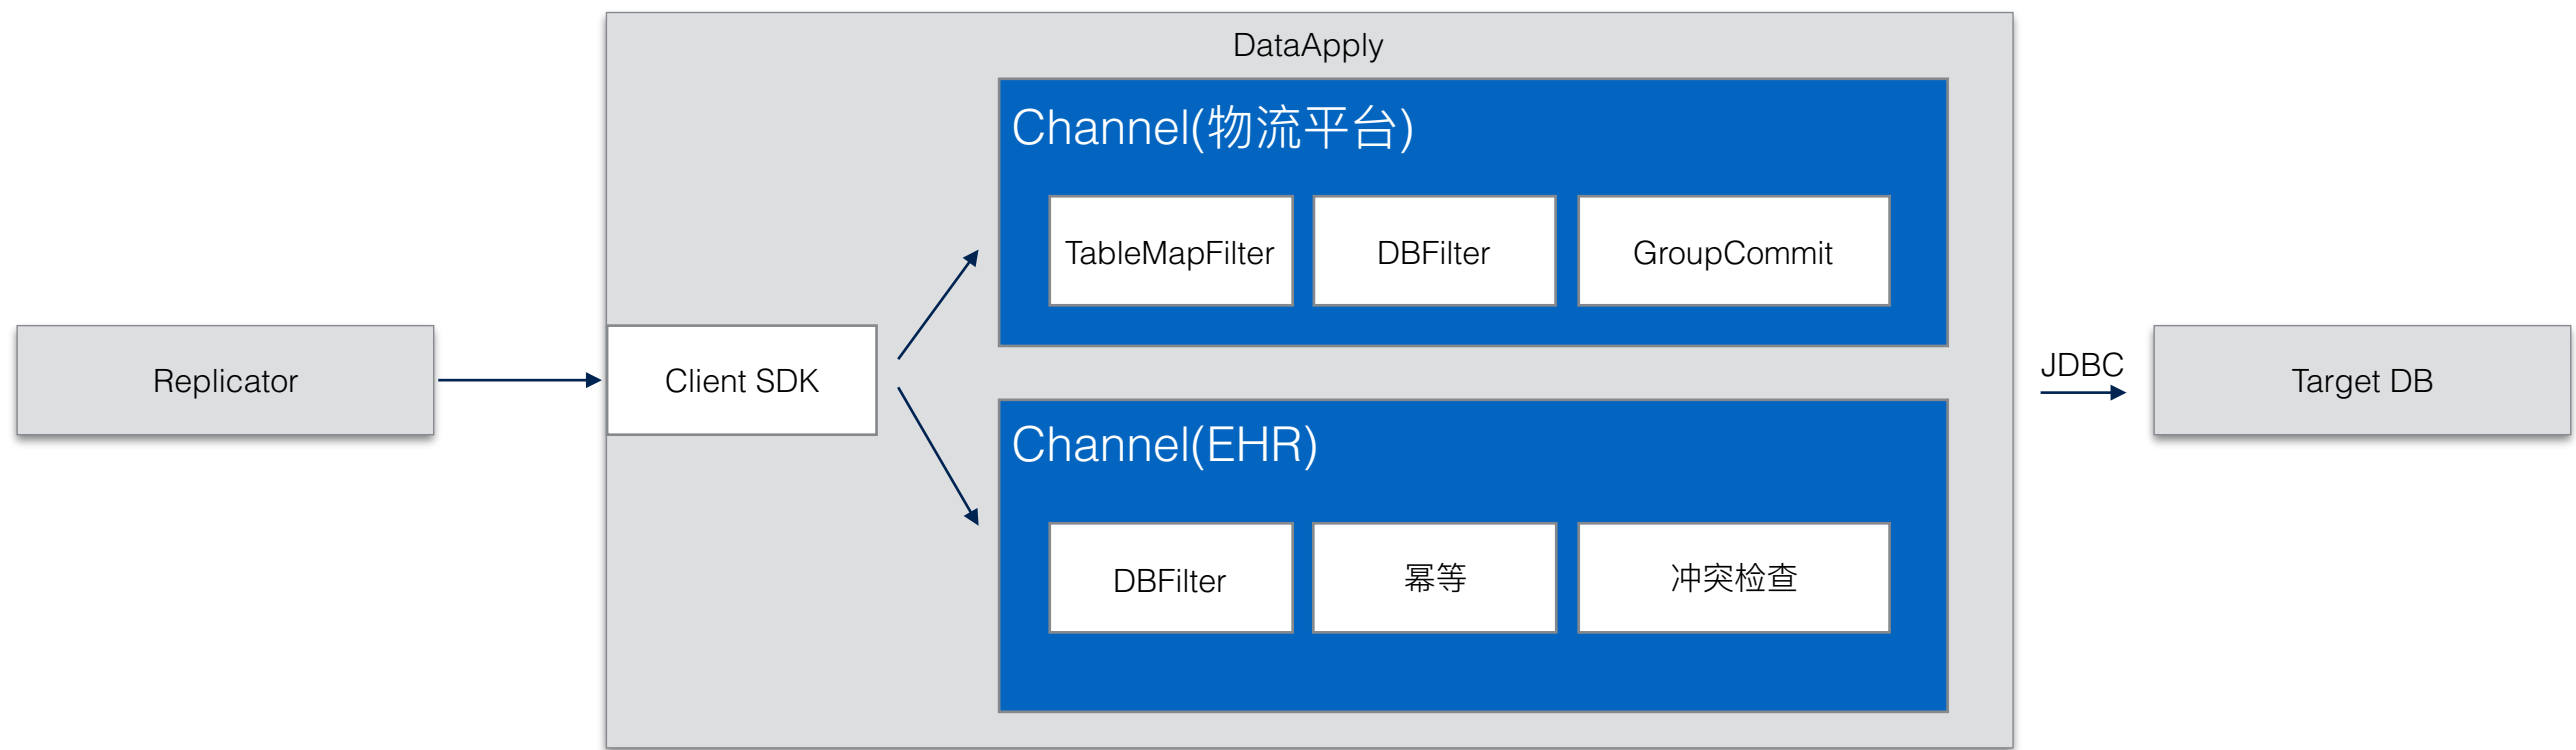 DataApply
Channel(物流平台)
TableMapFilter
DBFilter
GroupCommit
Replicator
Client SDK
JDBC
Target DB
Channel(EHR)
DBFilter
幂等
冲突检查